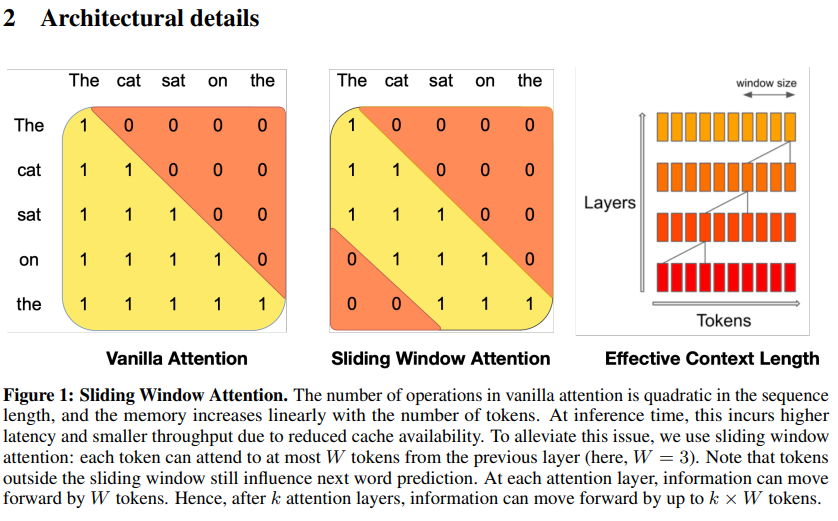 2 Architectural details
The cat sat on the
The 1 0 0 0 0
cat 1 1 0 0 0
sat 1 1 1 0 0
on 1 1 1 1 0
the 1 1 1 1 1
Vanilla Attention
The cat sat on the
1 0 0 0 0
1 1 0 0 0
1 1 1 0 0
0 1 1 1 0
0 0 1 1 1
Sliding Window Attention
window size
Layers
Tokens
Effective Context Length
Figure 1: Sliding Window Attention. The number of operations in vanilla attention is quadratic in the sequence
length, and the memory increases linearly with the number of tokens. At inference time, this incurs higher
latency and smaller throughput due to reduced cache availability. To alleviate this issue, we use sliding window
attention: each token can attend to at most W tokens from the previous layer (here, W = 3). Note that tokens
outside the sliding window still influence next word prediction. At each attention layer, information can move
forward by W tokens. Hence, after k attention layers, information can move forward by up to k × W tokens.